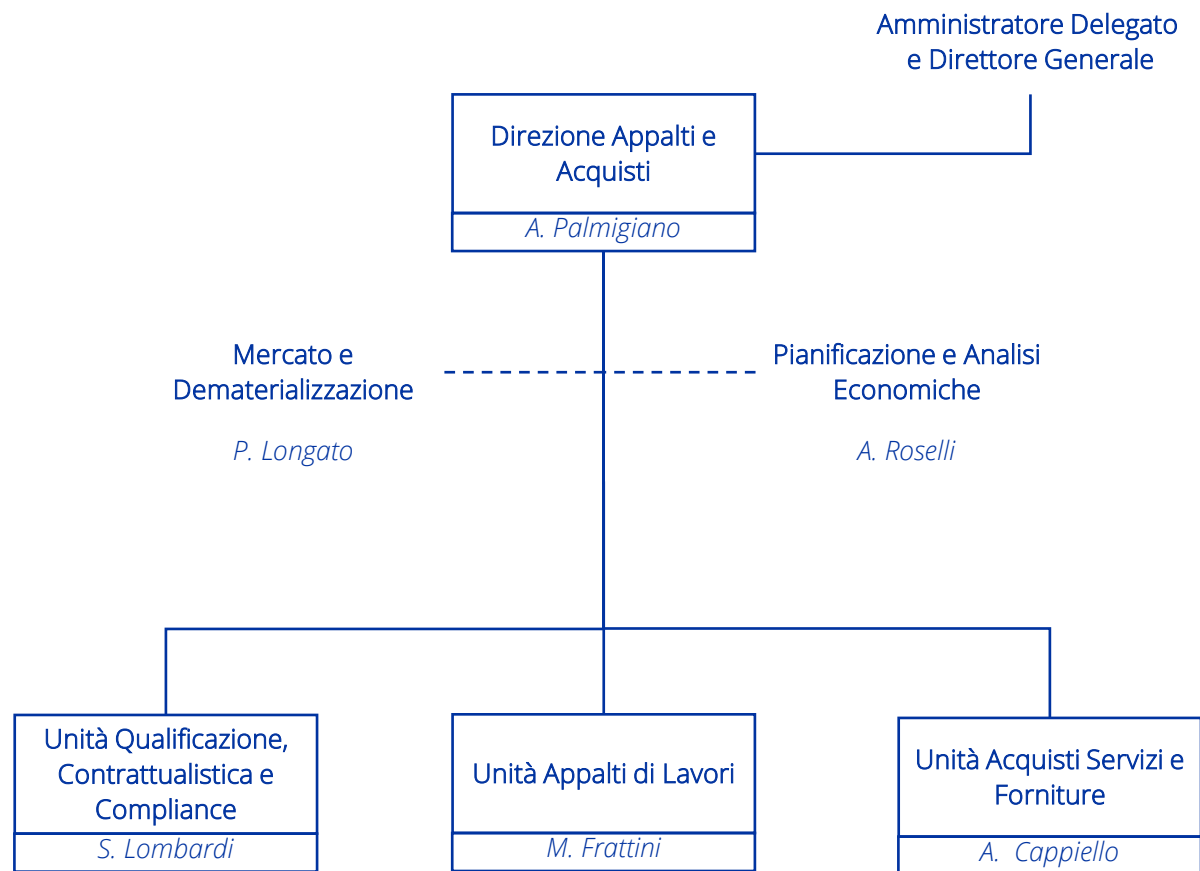 Amministratore Delegato
e Direttore Generale
Direzione Appalti e
Acquisti
A. Palmigiano
Mercato e
Dematerializzazione
P. Longato
Pianificazione e Analisi
Economiche
A. Roselli
Unità Qualificazione,
Contrattualistica e
Compliance
S. Lombardi
Unità Appalti di Lavori
M. Frattini
Unità Acquisti Servizi e
Forniture
A. Cappiello